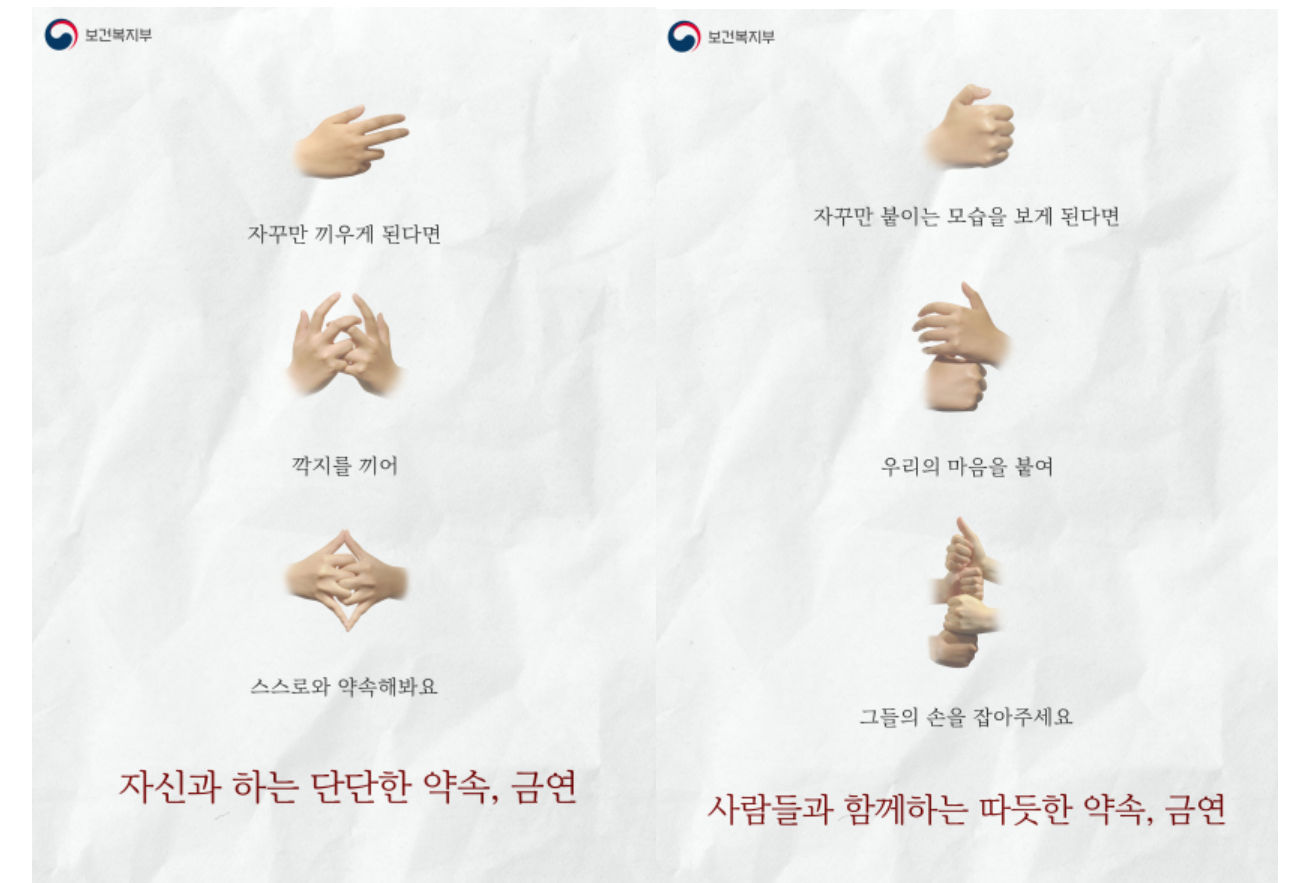 보건복지부
자꾸만 끼우게 된다면
깍지를 끼어
스스로와 약속해봐요
자신과 하는 단단한 약속, 금연
보건복지부
자꾸만 붙이는 모습을 보게 된다면
우리의 마음을 붙여
그들의 손을 잡아주세요
사람들과 함께하는 따듯한 약속, 금연